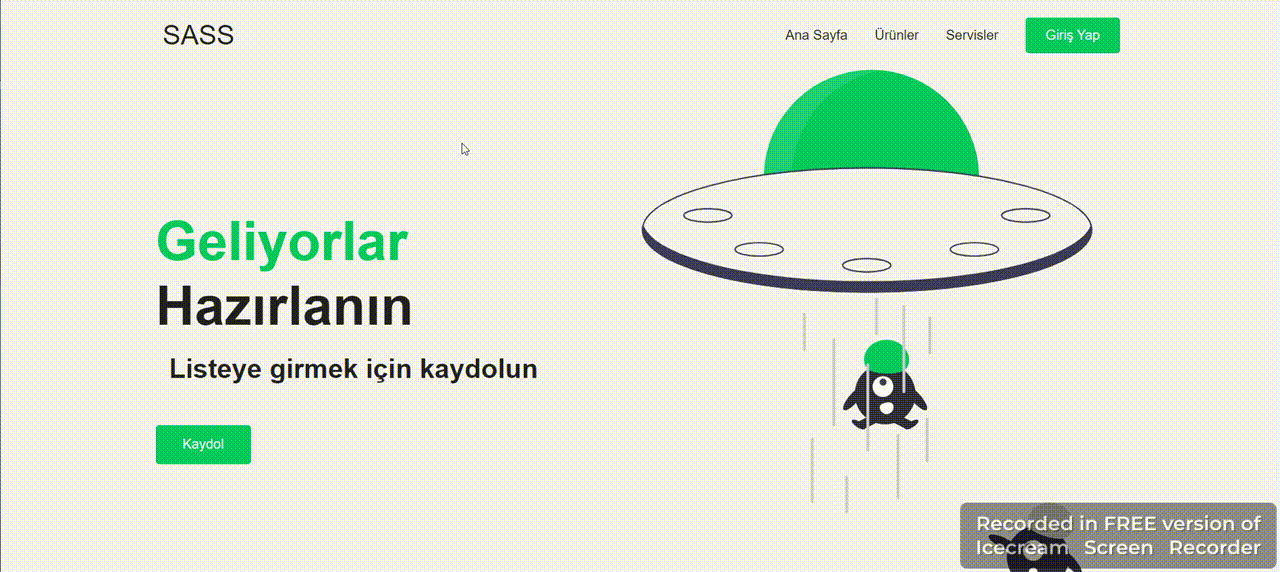 SASS
Ana Sayfa
Ürünler
Servisler
Giriş Yap
Geliyorlar
Hazırlanın
Listeye girmek için kaydolun
Kaydol
Recorded in FREE version of
Icecream Screen Recorder